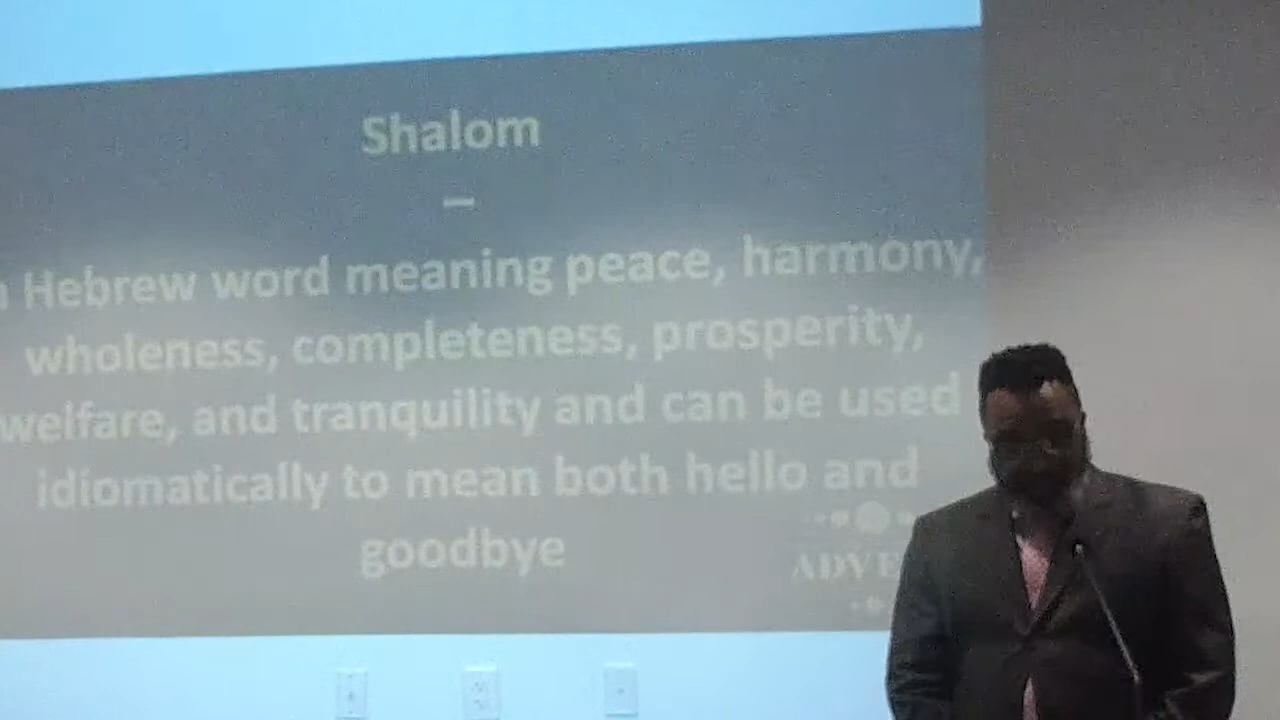 Shalom
–
Hebrew word meaning peace, harmony,
wholeness, completeness, prosperity,
welfare, and tranquility and can be used
idiomatically to mean both hello and
goodbye
ADVE